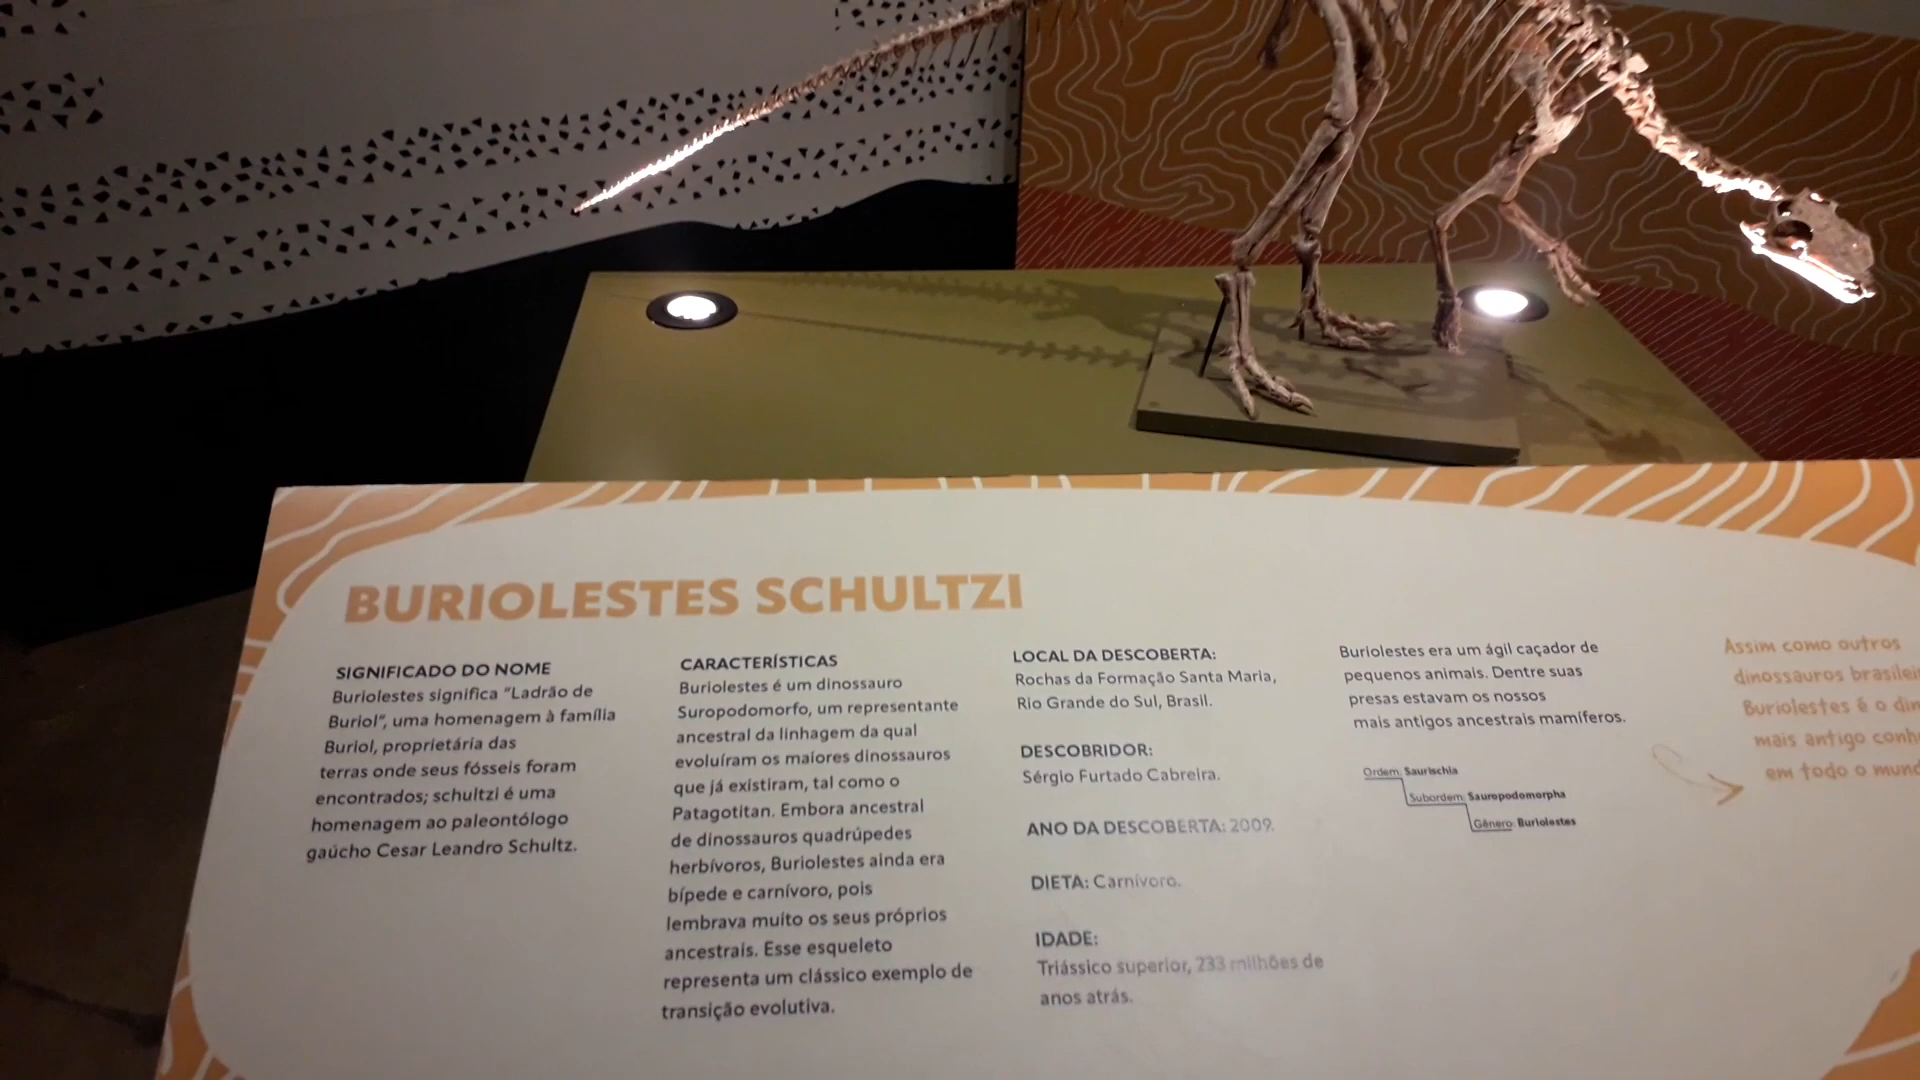 BURIOLESTES SCHULTZI
SIGNIFICADO DO NOME
Buriolestes significa "Ladrão de
Buriol", uma homenagem à família
Buriol, proprietária das
terras onde seus fósseis foram
encontrados; schultzi é uma
homenagem ao paleontólogo
gaúcho Cesar Leandro Schultz.
CARACTERÍSTICAS
Buriolestes é um dinossauro
Suropodomorfo, um representante
ancestral da linhagem da qual
evoluíram os maiores dinossauros
que já existiram, tal como o
Patagotitan. Embora ancestral
de dinossauros quadrúpedes
herbívoros, Buriolestes ainda era
bípede e carnívoro, pois
lembrava muito os seus próprios
ancestrais. Esse esqueleto
representa um clássico exemplo de
transição evolutiva.
LOCAL DA DESCOBERTA:
Rochas da Formação Santa Maria,
Rio Grande do Sul, Brasil.
DESCOBRIDOR:
Sérgio Furtado Cabreira.
ANO DA DESCOBERTA: 2009.
DIETA: Carnívoro.
IDADE:
Triássico superior, 233 milhões de
anos atrás.
Buriolestes era um ágil caçador de
pequenos animais. Dentre suas
presas estavam os nossos
mais antigos ancestrais mamíferos.
Ordem: Saurischia
Subordem: Sauropodomorpha
Gênero: Buriolestes
Assim como outros
dinossauros
Buriolestes é o
mais antigo
em todo o